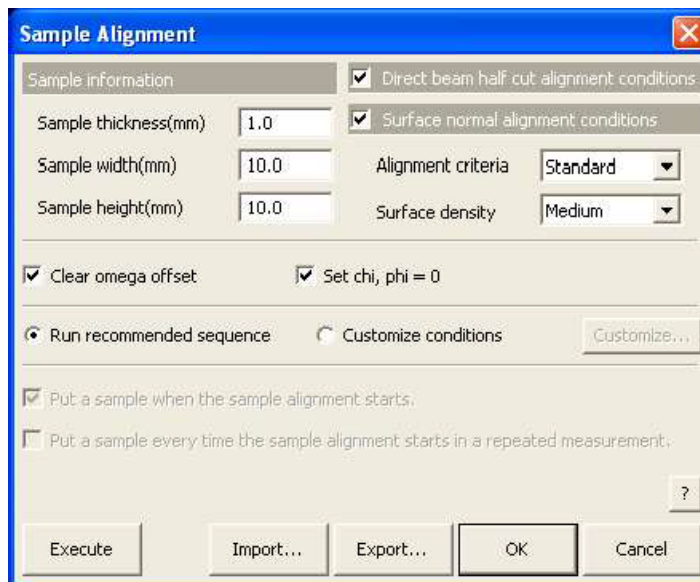 Sample Alignment
Sample information
Direct beam half cut alignment conditions
Sample thickness(mm) 1.0
Surface normal alignment conditions
Sample width(mm) 10.0
Alignment criteria Standard
Sample height(mm) 10.0
Surface density Medium
Clear omega offset Set chi, phi = 0
Run recommended sequence Customize conditions Customize...
Put a sample when the sample alignment starts.
Put a sample every time the sample alignment starts in a repeated measurement.
?
Execute Import... Export... OK Cancel